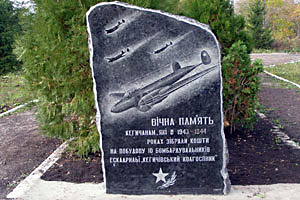 ВІЧНА ПАМ'ЯТЬ
КЕГИЧАНАМ, ЯКІ В 1943-1944
РОКАХ ЗІБРАЛИ КОШТИ
НА ПОБУДОВУ 10 БОМБАРДУВАЛЬНИКІВ
ЕСКАДРИЛЬЇ „КЕГИЧІВСЬКИЙ КОЛГОСПНИК"